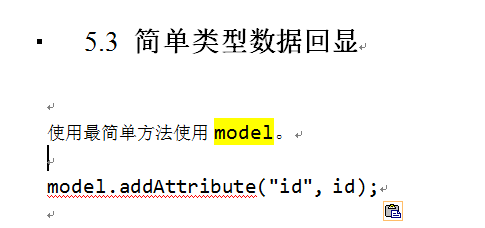 5.3 简单类型数据回显
使用最简单方法使用 model。
model.addAttribute("id", id);